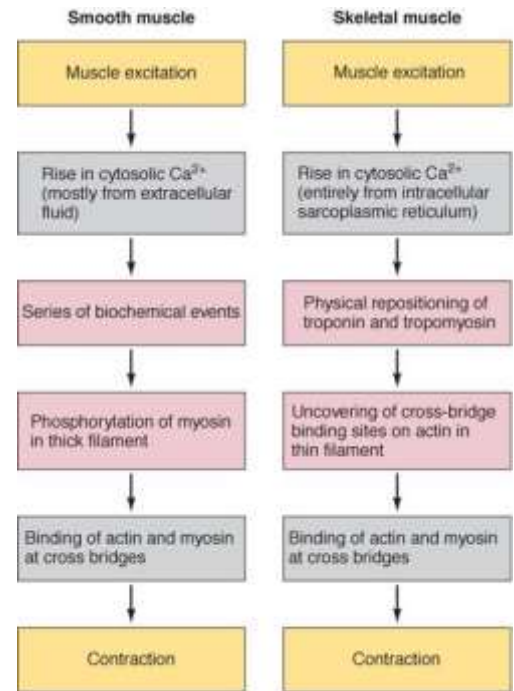 Smooth muscle
Muscle excitation
Rise in cytosolic Ca²⁺
(mostly from extracellular
fluid)
Series of biochemical events
Phosphorylation of myosin
in thick filament
Binding of actin and myosin
at cross bridges
Contraction
Skeletal muscle
Muscle excitation
Rise in cytosolic Ca²⁺
(entirely from intracellular
sarcoplasmic reticulum)
Physical repositioning of
troponin and tropomyosin
Uncovering of cross-bridge
binding sites on actin in
thin filament
Binding of actin and myosin
at cross bridges
Contraction